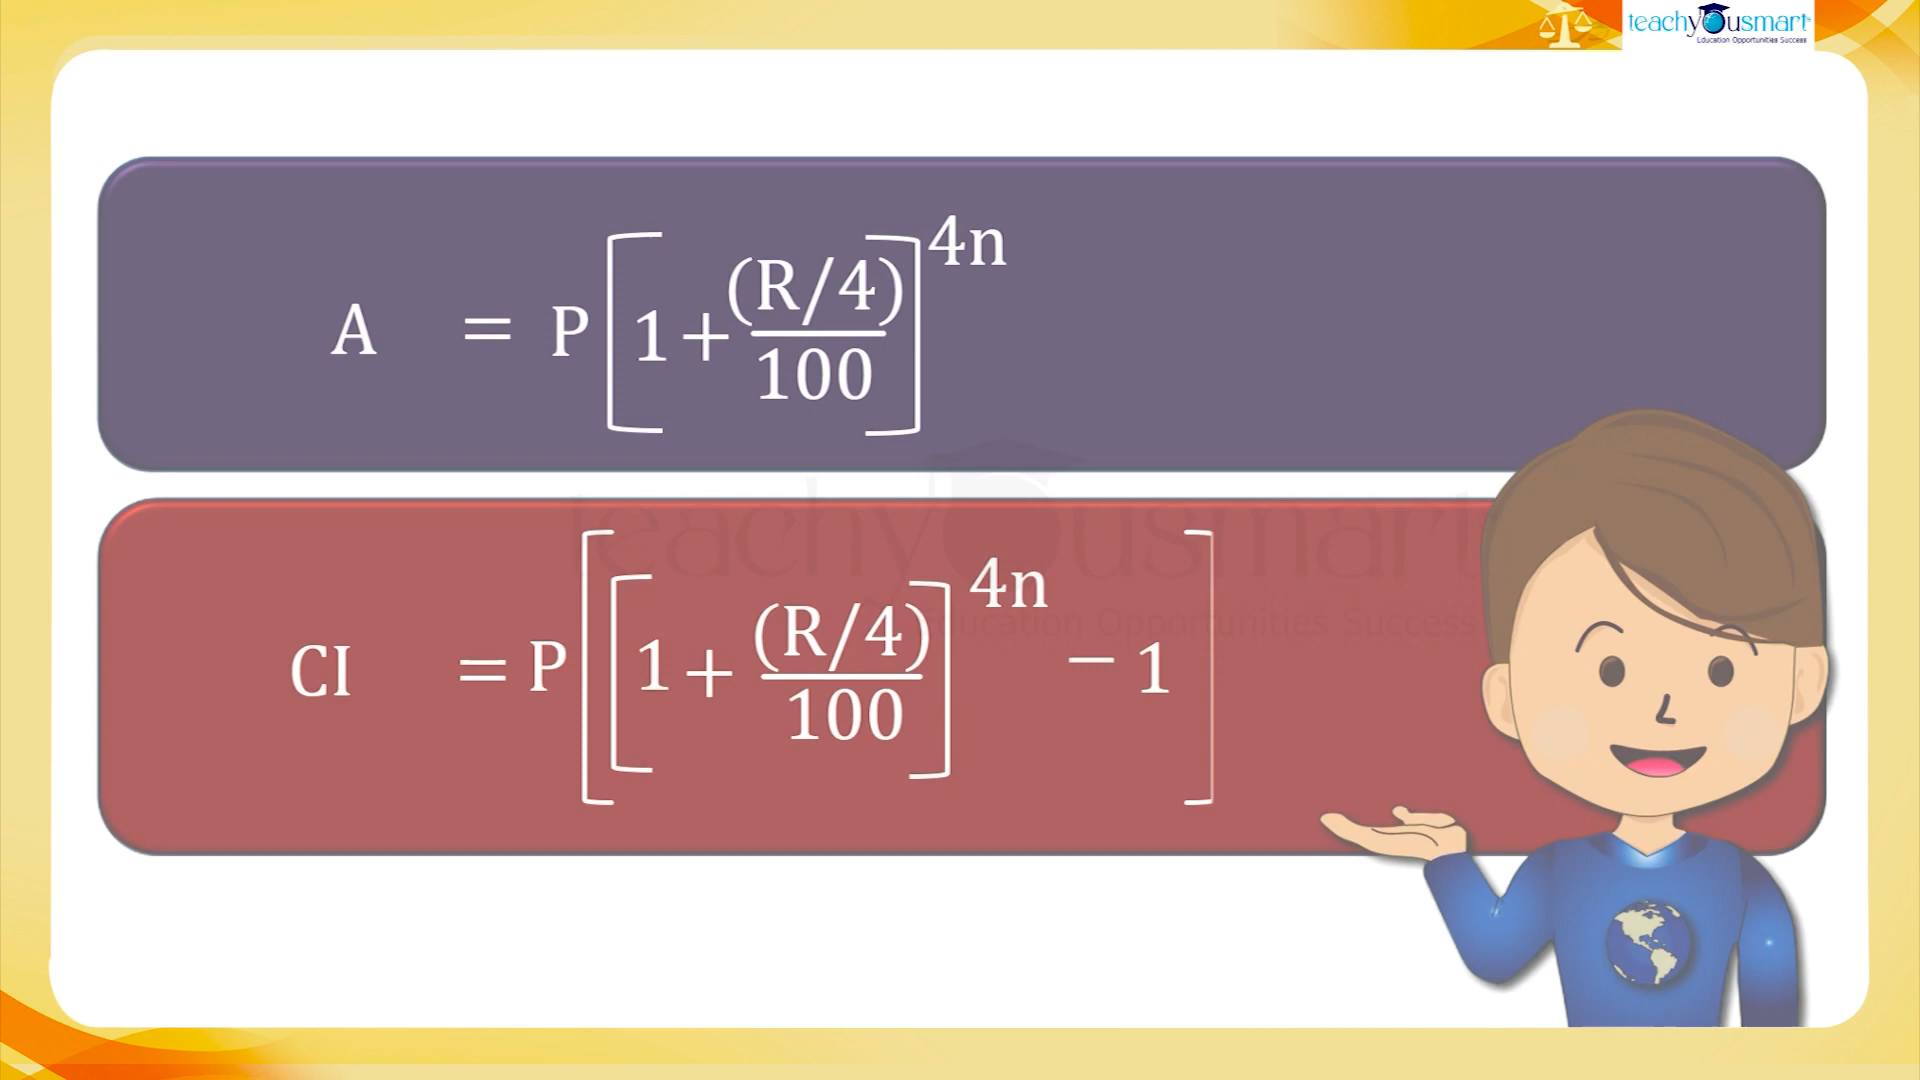 teachyousmart
Education Opportunities Success
A = P[1+(R/4)/100]^4n
CI = P[[1+(R/4)/100]^4n − 1]
teachyousmart
Education Opportunities Success